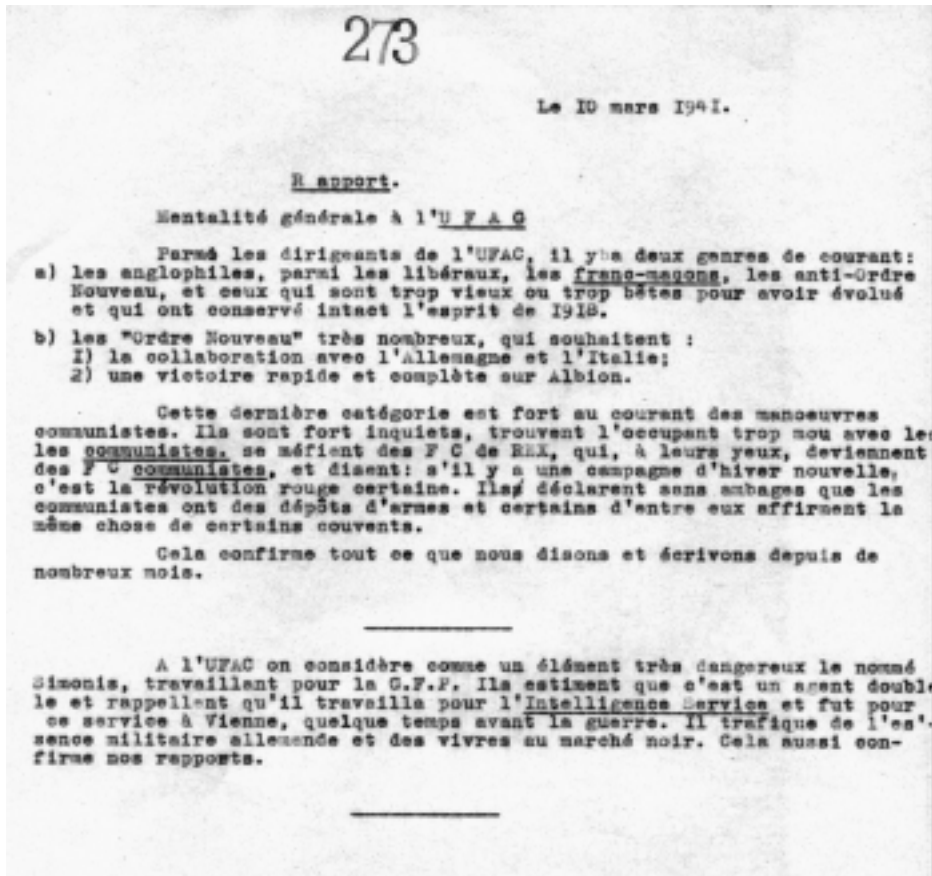 273
Le IO mars I94I.
R apport.
Mentalité générale à l'U F A C
Parmé les dirigeants de l'UFAC, il yha deux genres de courant:
a) les anglophiles, parmi les libéraux, les franc-maçons, les anti-Ordre
Nouveau, et ceux qui sont trop vieux ou trop bêtes pour avoir évolué
et qui ont conservé intact l'esprit de I9I8.
b) les "Ordre Nouveau" très nombreux, qui souhaitent :
I) la collaboration avec l'Allemagne et l'Italie;
2) une victoire rapide et complète sur Albion.
Cette dernière catégorie est fort au courant des manoeuvres
communistes. Ils sont fort inquiets, trouvent l'occupant trop mou avec les
les communistes, se méfient des F C de REX, qui, à leurs yeux, deviennent
des F C communistes, et disent: s'il y a une campagne d'hiver nouvelle,
c'est la révolution rouge certaine. Ils déclarent sans ambages que les
communistes ont des dépôts d'armes et certains d'entre eux affirment la
même chose de certains couvents.
Cela confirme tout ce que nous disons et écrivons depuis de
nombreux mois.
A l'UFAC on considère comme un élément très dangereux le nommé
Simonis, travaillant pour la G.F.P. Ils estiment que c'est un agent double
le et rappellent qu'il travailla pour l'Intelligence Service et fut pour
ce service à Vienne, quelque temps avant la guerre. Il trafique de l'es'-
sence militaire allemande et des vivres au marché noir. Cela aussi con-
firme nos rapports.